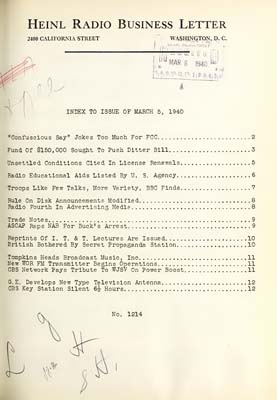 HEINL RADIO BUSINESS LETTER
2400 CALIFORNIA STREET WASHINGTON, D. C.
MAR 6 1940
INDEX TO ISSUE OF MARCH 5, 1940
"Confuscious Say" Jokes Too Much For FCC....................2
Fund Of $150,000 Sought To Push Ditter Bill.................3
Unsettled Conditions Cited In License Renewals..............5
Radio Educational Aids Listed By U. S. Agency...............6
Troops Like Few Talks, More Variety, BBC Finds..............7
Rule On Disk Announcements Modified.........................8
Radio Fourth In Advertising Media...........................8
Trade Notes.................................................9
ASCAP Raps NAB For Buck's Arrest............................9
Reprints Of I. T. & T. Lectures Are Issued.................10
British Bothered By Secret Propaganda Station..............10
Tompkins Heads Broadcast Music, Inc........................11
New WOR FM Transmitter Begins Operations...................11
CBS Network Pays Tribute To WJSV On Power Boost............11
G.E. Develops New Type Television Antenna..................12
CBS Key Station Silent 6½ Hours............................12
No. 1214